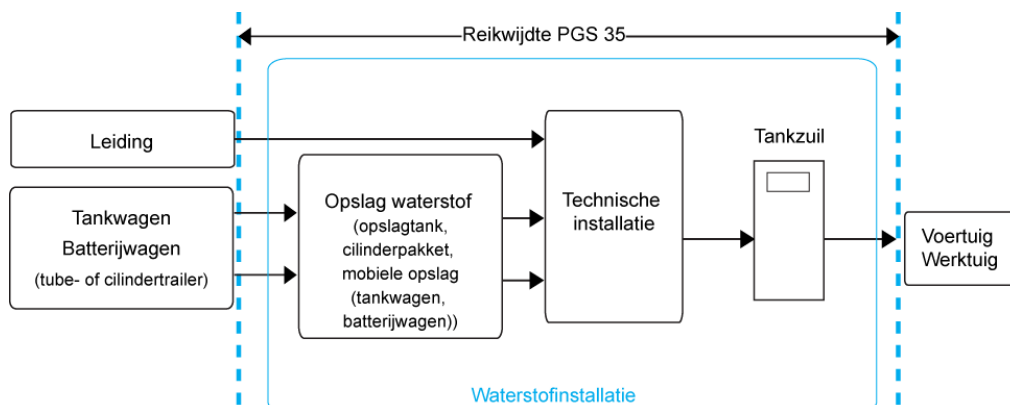 Reikwijdte PGS 35
Leiding
Tankwagen
Batterijwagen
(tube- of cilindertrailer)
Opslag waterstof
(opslagtank,
cilinderpakket,
mobiele opslag
(tankwagen,
batterijwagen))
Technische
installatie
Tankzuil
Voertuig
Werktuig
Waterstofinstallatie